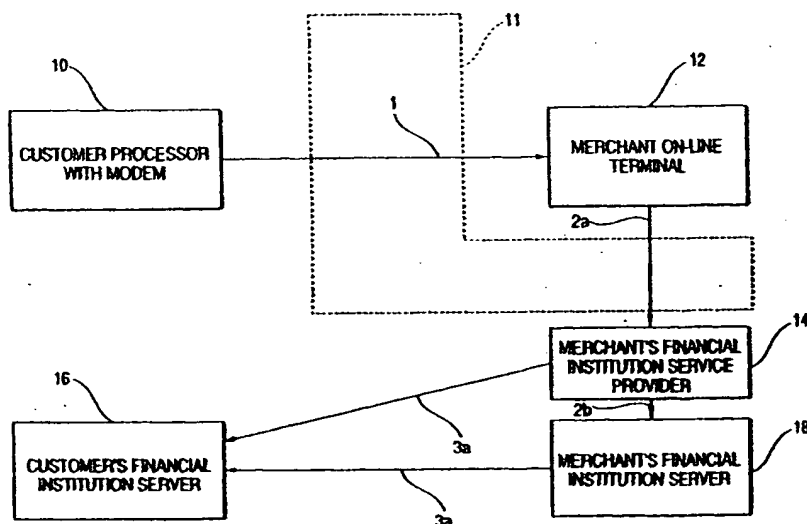 11
10
12
1
CUSTOMER PROCESSOR
WITH MODEM
MERCHANT ON-LINE
TERMINAL
2a
14
MERCHANT'S FINANCIAL
INSTITUTION SERVICE
PROVIDER
16
2b
18
3a
CUSTOMER'S FINANCIAL
INSTITUTION SERVER
MERCHANT'S FINANCIAL
INSTITUTION SERVER
3a